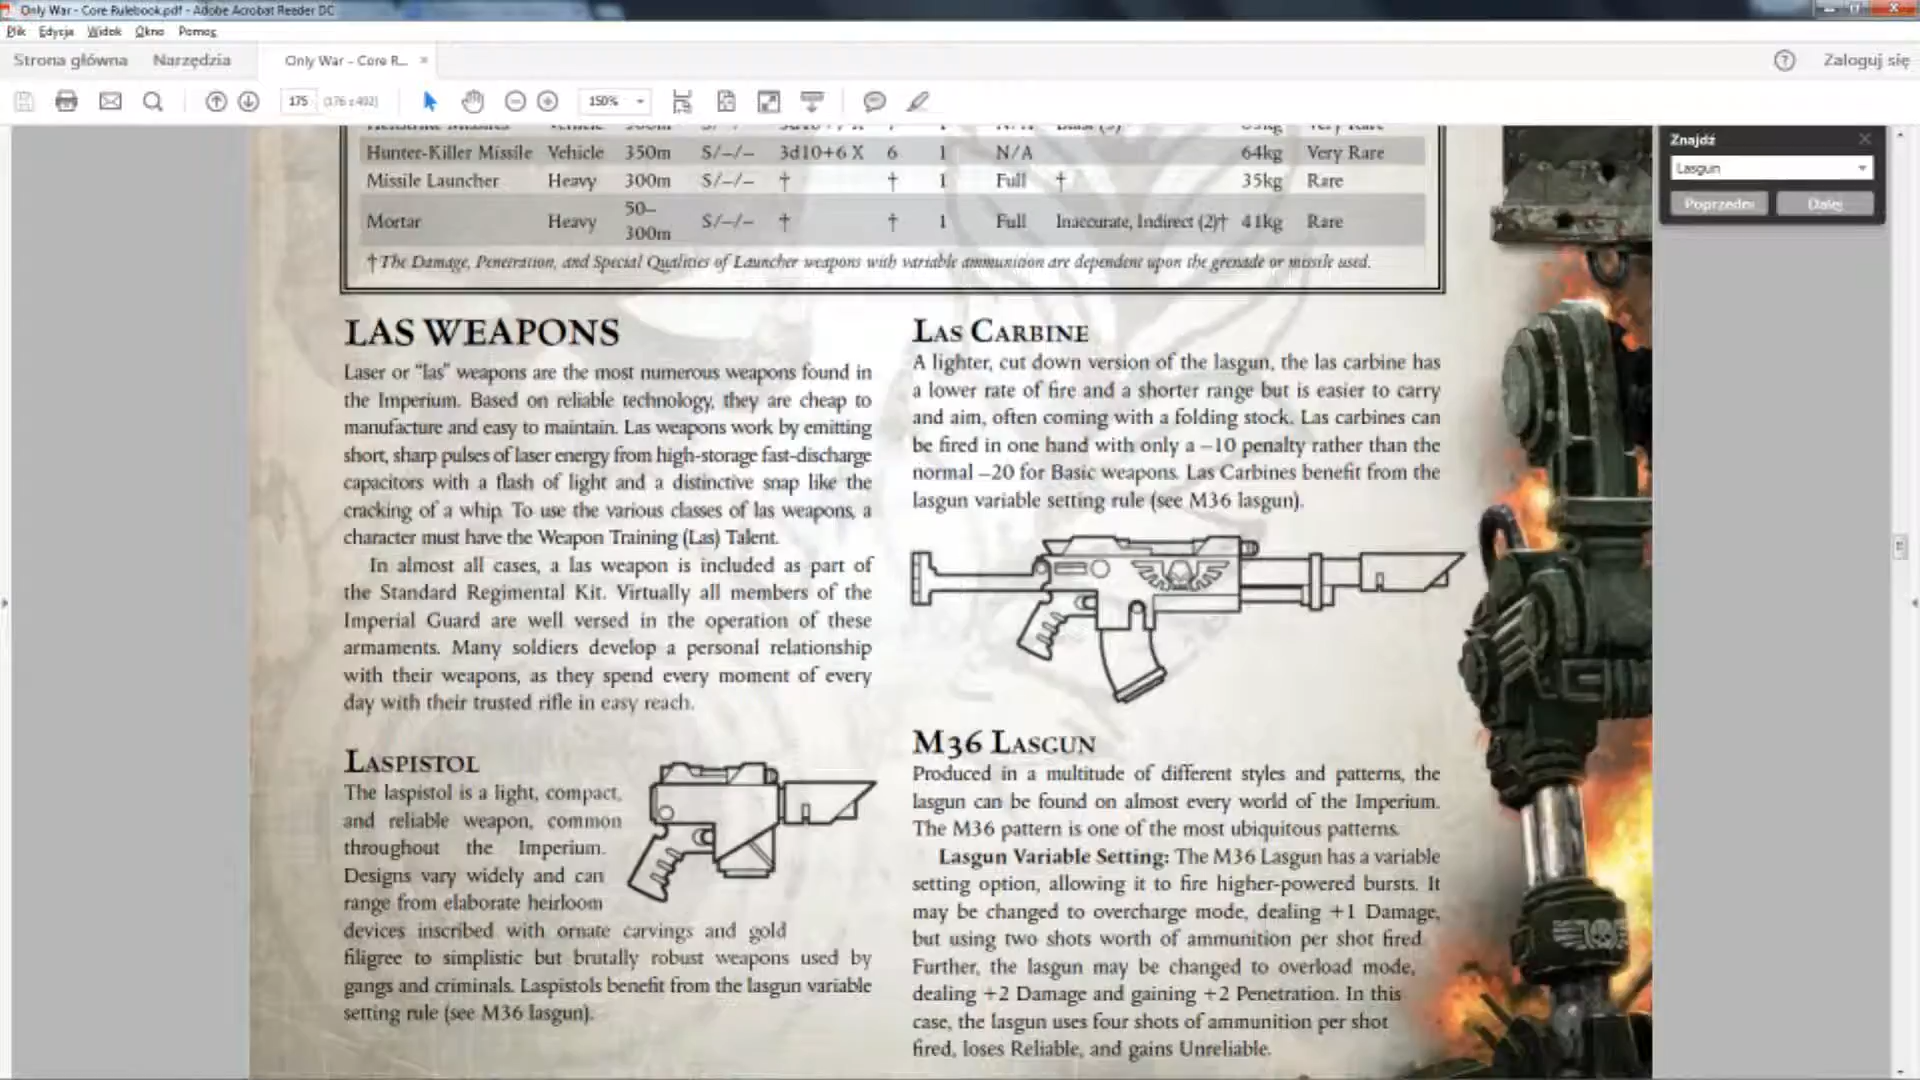 Only War - Core Rulebook.pdf - Adobe Acrobat Reader DC
Plik Edycja Widok Okno Pomoc
Strona główna Narzędzia Only War - Core R... × Zaloguj się
175 (176 z 402) 150%
Hunter-Killer Missile Vehicle 350m S/–/– 3d10+6 X 6 1 N/A 64kg Very Rare
Missile Launcher Heavy 300m S/–/– † † 1 Full † 35kg Rare
Mortar Heavy 50–300m S/–/– † † 1 Full Inaccurate, Indirect (2)† 41kg Rare
†The Damage, Penetration, and Special Qualities of Launcher weapons with variable ammunition are dependent upon the grenade or missile used.
LAS WEAPONS
Laser or “las” weapons are the most numerous weapons found in
the Imperium. Based on reliable technology, they are cheap to
manufacture and easy to maintain. Las weapons work by emitting
short, sharp pulses of laser energy from high-storage fast-discharge
capacitors with a flash of light and a distinctive snap like the
cracking of a whip. To use the various classes of las weapons, a
character must have the Weapon Training (Las) Talent.
In almost all cases, a las weapon is included as part of
the Standard Regimental Kit. Virtually all members of the
Imperial Guard are well versed in the operation of these
armaments. Many soldiers develop a personal relationship
with their weapons, as they spend every moment of every
day with their trusted rifle in easy reach.
LASPISTOL
The laspistol is a light, compact,
and reliable weapon, common
throughout the Imperium.
Designs vary widely and can
range from elaborate heirloom
devices inscribed with ornate carvings and gold
filigree to simplistic but brutally robust weapons used by
gangs and criminals. Laspistols benefit from the lasgun variable
setting rule (see M36 lasgun).
LAS CARBINE
A lighter, cut down version of the lasgun, the las carbine has
a lower rate of fire and a shorter range but is easier to carry
and aim, often coming with a folding stock. Las carbines can
be fired in one hand with only a –10 penalty rather than the
normal –20 for Basic weapons. Las Carbines benefit from the
lasgun variable setting rule (see M36 lasgun).
M36 LASGUN
Produced in a multitude of different styles and patterns, the
lasgun can be found on almost every world of the Imperium.
The M36 pattern is one of the most ubiquitous patterns.
Lasgun Variable Setting: The M36 Lasgun has a variable
setting option, allowing it to fire higher-powered bursts. It
may be changed to overcharge mode, dealing +1 Damage,
but using two shots worth of ammunition per shot fired.
Further, the lasgun may be changed to overload mode,
dealing +2 Damage and gaining +2 Penetration. In this
case, the lasgun uses four shots of ammunition per shot
fired, loses Reliable, and gains Unreliable.
Znajdź
Lasgun
Poprzedni Dalej